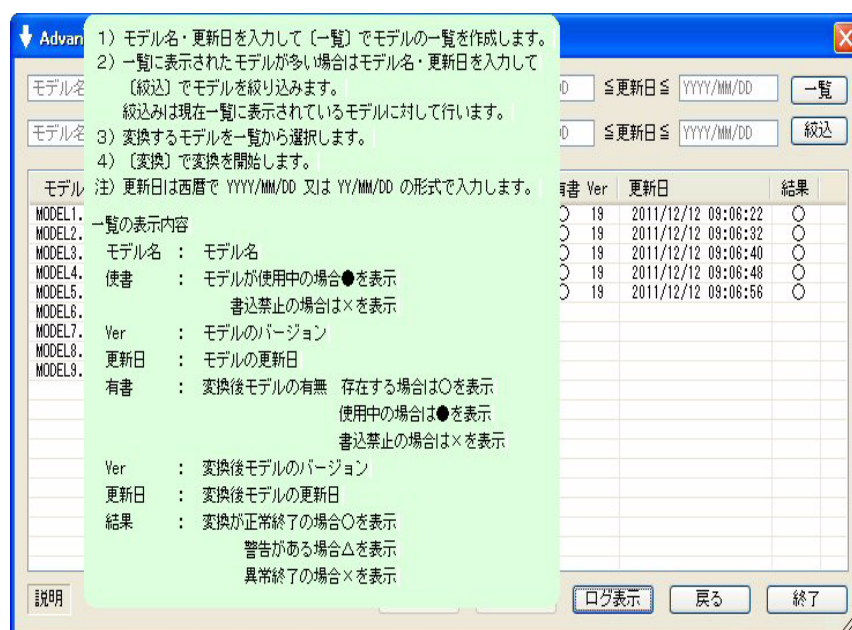 Advan
1) モデル名・更新日を入力して〔一覧〕でモデルの一覧を作成します。
2) 一覧に表示されたモデルが多い場合はモデル名・更新日を入力して
〔絞込〕でモデルを絞り込みます。
絞込みは現在一覧に表示されているモデルに対して行います。
3) 変換するモデルを一覧から選択します。
4) 〔変換〕で変換を開始します。
注) 更新日は西暦で YYYY/MM/DD 又は YY/MM/DD の形式で入力します。
一覧の表示内容
モデル名 : モデル名
使書 : モデルが使用中の場合●を表示
書込禁止の場合は×を表示
Ver : モデルのバージョン
更新日 : モデルの更新日
有書 : 変換後モデルの有無 存在する場合は○を表示
使用中の場合は●を表示
書込禁止の場合は×を表示
Ver : 変換後モデルのバージョン
更新日 : 変換後モデルの更新日
結果 : 変換が正常終了の場合○を表示
警告がある場合△を表示
異常終了の場合×を表示
モデル名 DD ≦更新日≦ YYYY/MM/DD 一覧
モデル名 DD ≦更新日≦ YYYY/MM/DD 絞込
モデル 有書 Ver 更新日 結果
MODEL1. ○ 19 2011/12/12 09:06:22 ○
MODEL2. ○ 19 2011/12/12 09:06:32 ○
MODEL3. ○ 19 2011/12/12 09:06:40 ○
MODEL4. ○ 19 2011/12/12 09:06:48 ○
MODEL5. ○ 19 2011/12/12 09:06:56 ○
MODEL6.
MODEL7.
MODEL8.
MODEL9.
説明 ログ表示 戻る 終了